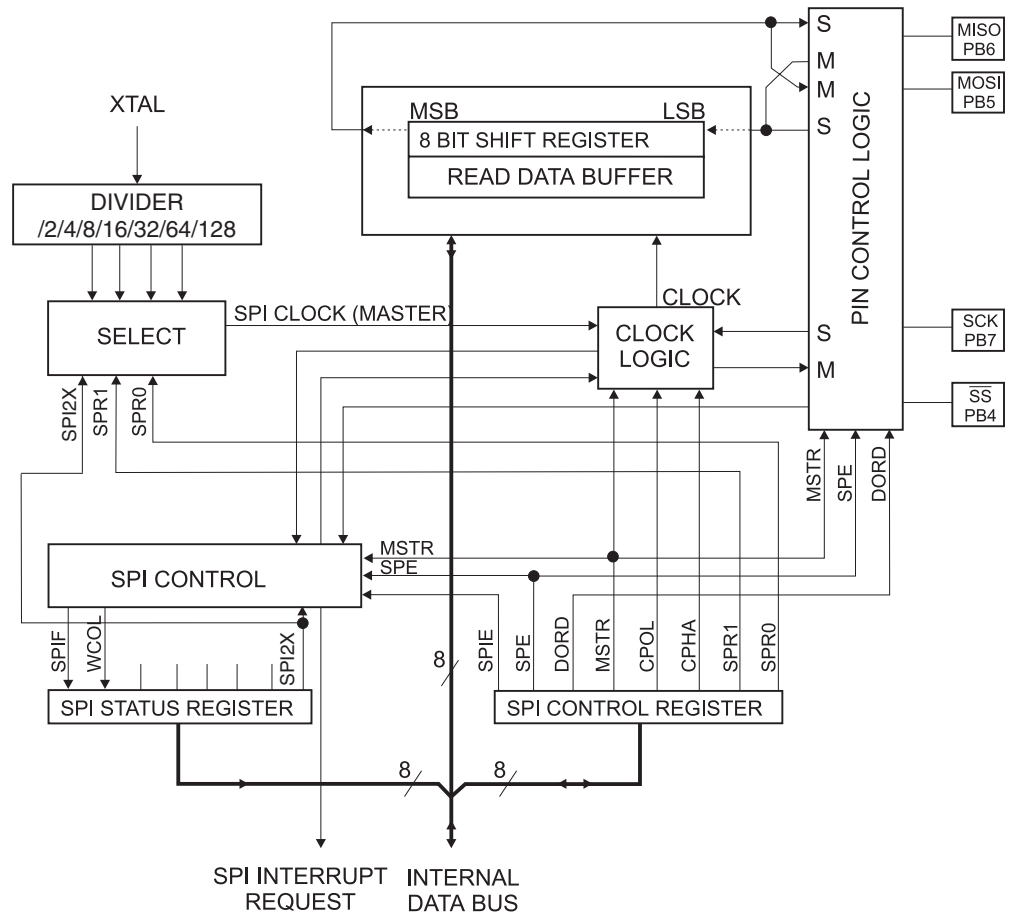 S
MISO
PB6
M
M
MOSI
PB5
XTAL
MSB
LSB
S
8 BIT SHIFT REGISTER
READ DATA BUFFER
PIN CONTROL LOGIC
DIVIDER
/2/4/8/16/32/64/128
SELECT
SPI CLOCK (MASTER)
CLOCK
CLOCK
LOGIC
S
M
SCK
PB7
SS
PB4
SPI2X
SPR1
SPR0
MSTR
SPE
DORD
SPI CONTROL
MSTR
SPE
SPIF
WCOL
SPI2X
8
SPIE
SPE
DORD
MSTR
CPOL
CPHA
SPR1
SPR0
SPI STATUS REGISTER
SPI CONTROL REGISTER
8
8
SPI INTERRUPT
REQUEST
INTERNAL
DATA BUS